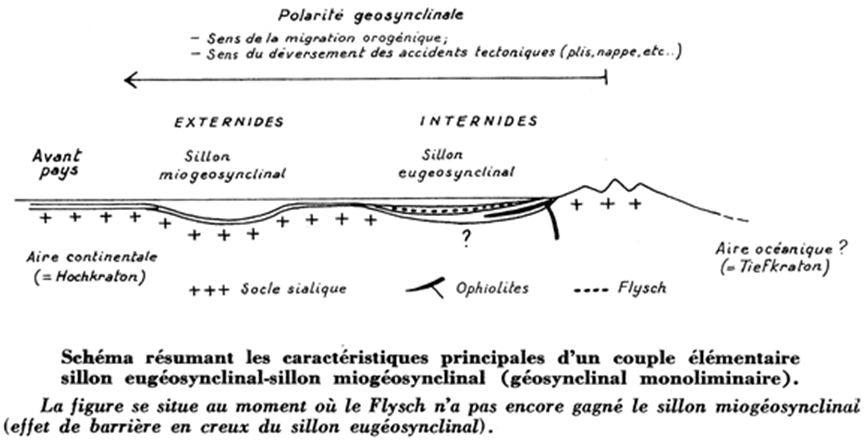 Polarité geosynclinale
- Sens de la migration orogénique;
- Sens du déversement des accidents tectoniques (plis, nappe, etc..)
EXTERNIDES
INTERNIDES
Avant
pays
Sillon
miogeosynclinal
Sillon
eugeosynclinal
+ + + + + + + + + + + + + + +
?
Aire continentale
(= Hochkraton)
Aire océanique ?
(= Tiefkraton)
+++ Socle sialique
Ophiolites
Flysch
Schéma résumant les caractéristiques principales d'un couple élémentaire
sillon eugéosynclinal-sillon miogéosynclinal (géosynclinal monoliminaire).
La figure se situe au moment où le Flysch n'a pas encore gagné le sillon miogéosynclinal
(effet de barrière en creux du sillon eugéosynclinal).